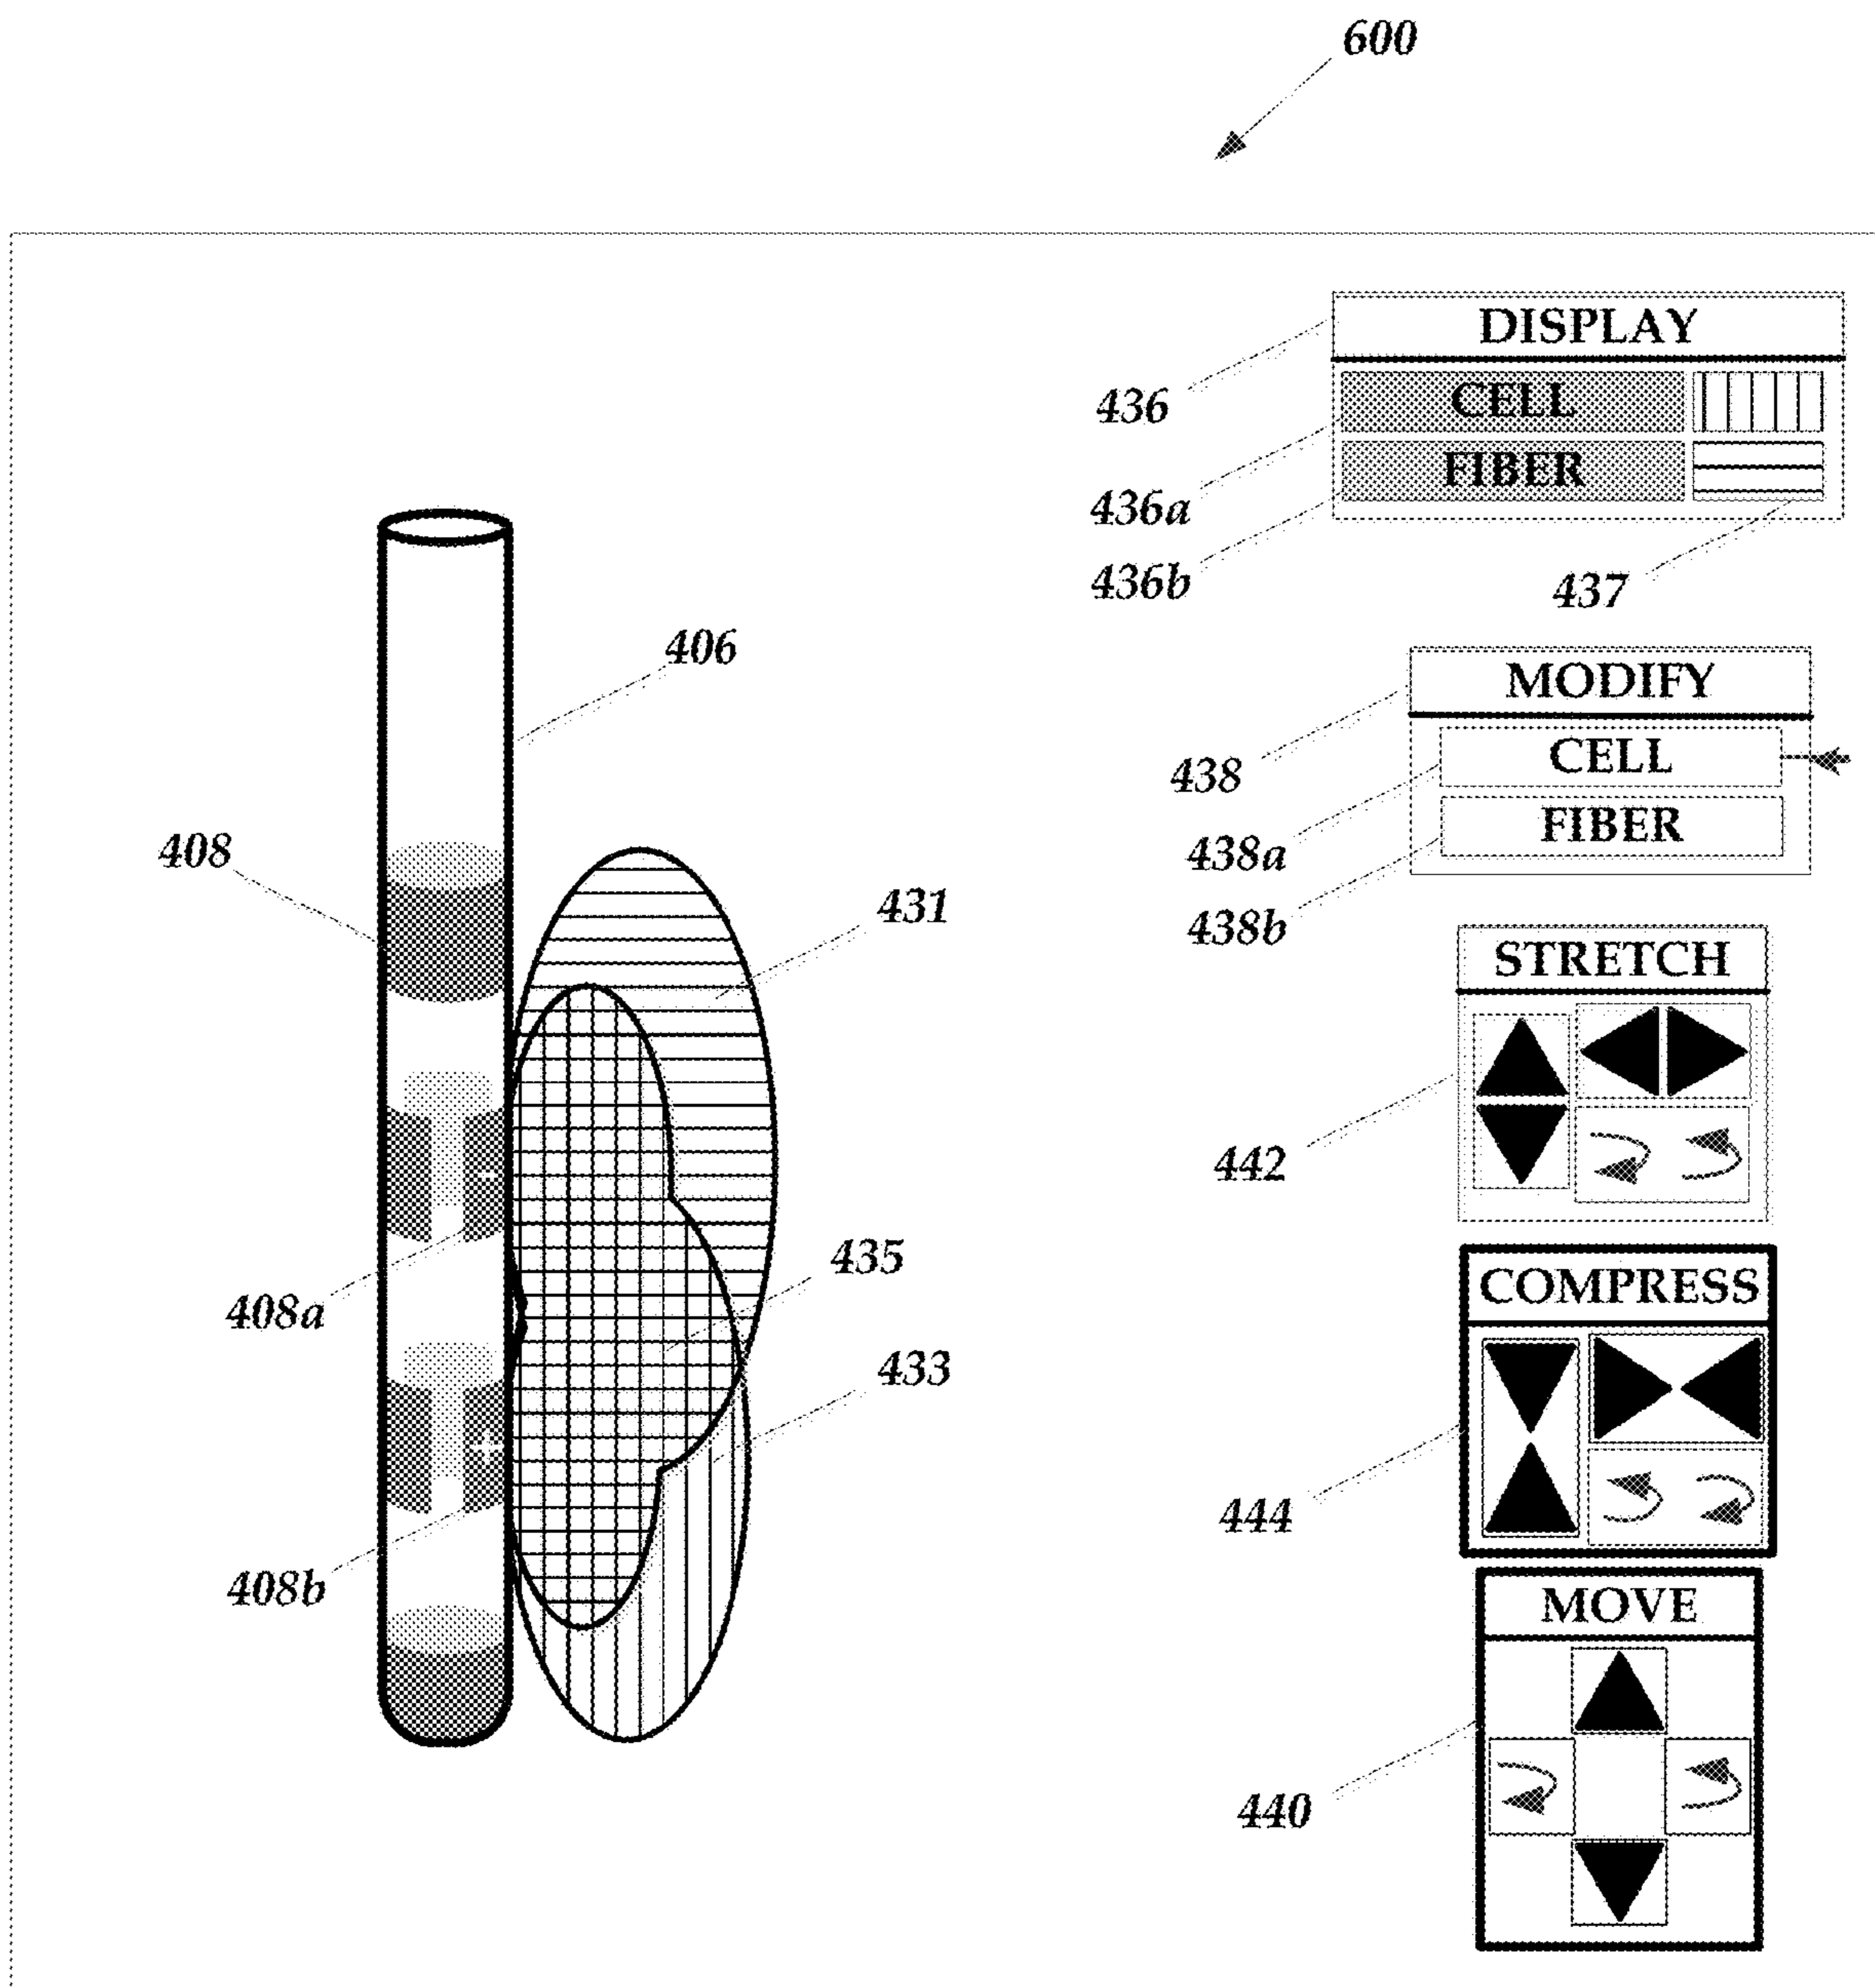 600
DISPLAY
436
CELL
436a
FIBER
436b
437
406
MODIFY
438
CELL
408
438a
FIBER
431
438b
STRETCH
442
435
408a
COMPRESS
433
444
408b
MOVE
440